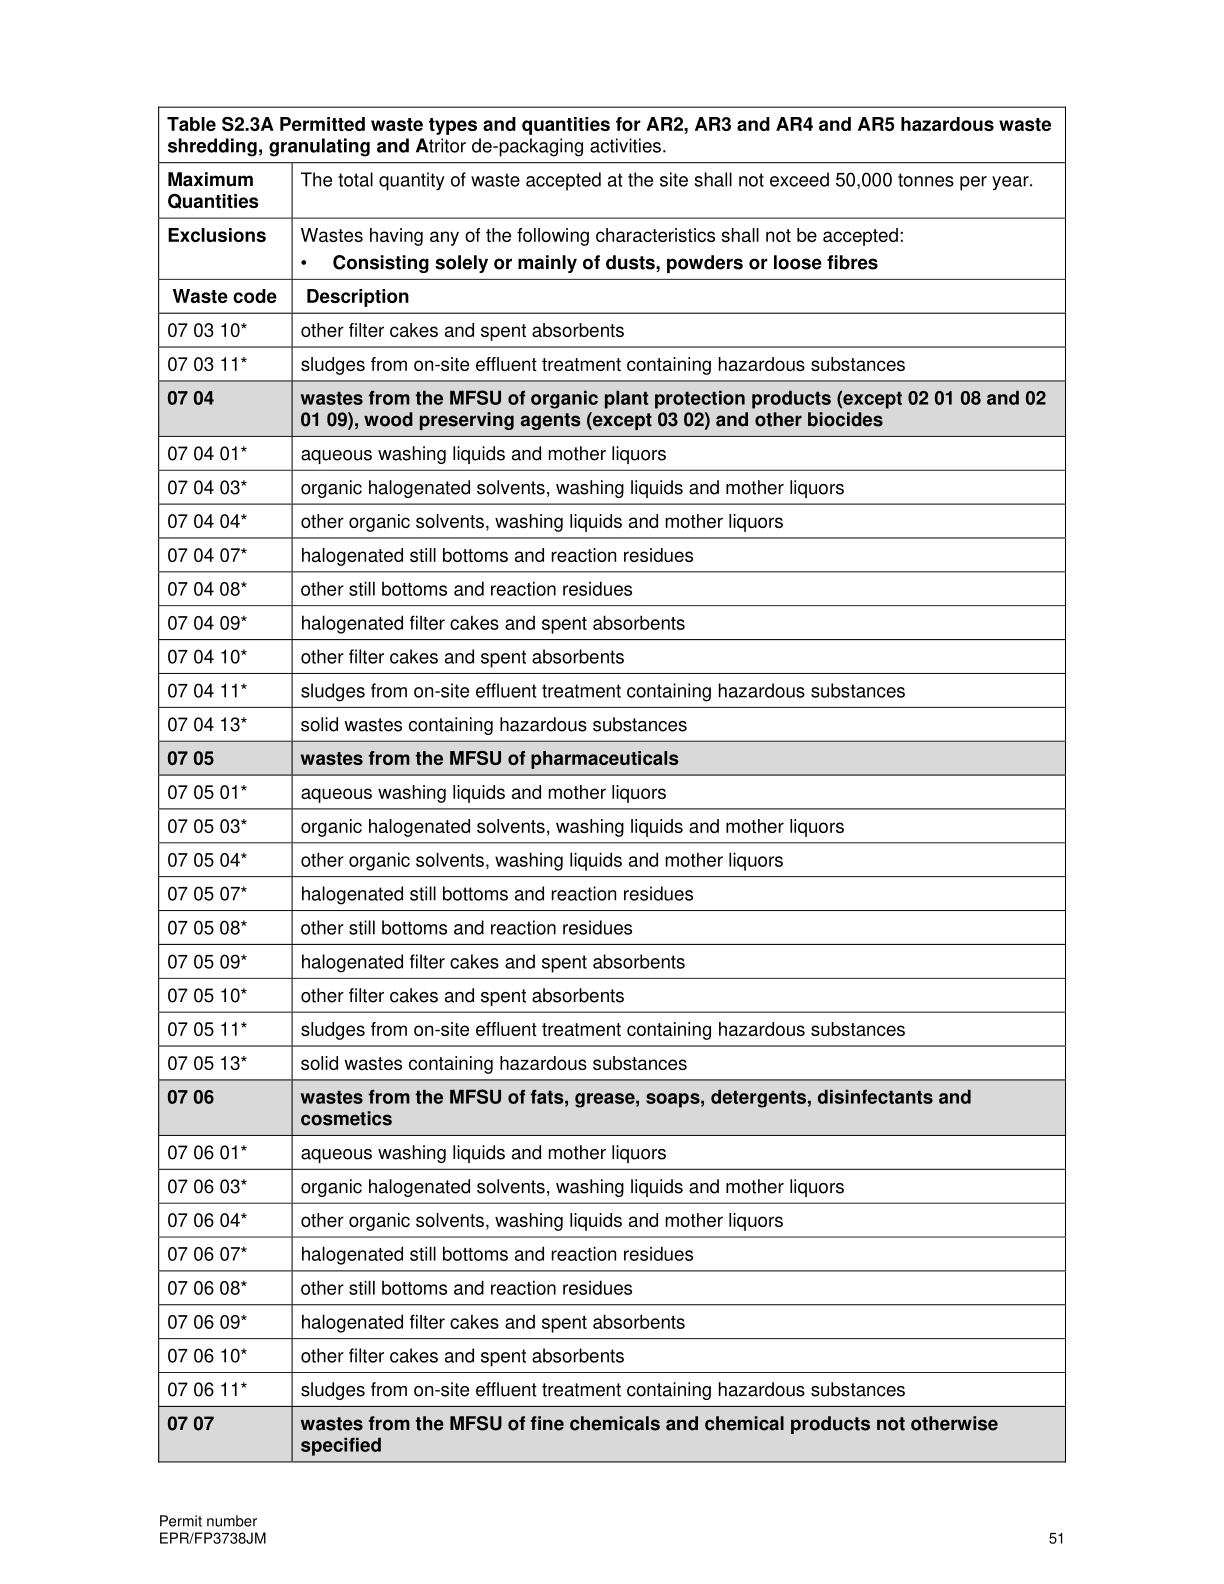 Table S2.3A Permitted waste types and quantities for AR2, AR3 and AR4 and AR5 hazardous waste
shredding, granulating and Atritor de-packaging activities.
Maximum Quantities The total quantity of waste accepted at the site shall not exceed 50,000 tonnes per year.
Exclusions Wastes having any of the following characteristics shall not be accepted:
• Consisting solely or mainly of dusts, powders or loose fibres
Waste code Description
07 03 10* other filter cakes and spent absorbents
07 03 11* sludges from on-site effluent treatment containing hazardous substances
07 04 wastes from the MFSU of organic plant protection products (except 02 01 08 and 02
01 09), wood preserving agents (except 03 02) and other biocides
07 04 01* aqueous washing liquids and mother liquors
07 04 03* organic halogenated solvents, washing liquids and mother liquors
07 04 04* other organic solvents, washing liquids and mother liquors
07 04 07* halogenated still bottoms and reaction residues
07 04 08* other still bottoms and reaction residues
07 04 09* halogenated filter cakes and spent absorbents
07 04 10* other filter cakes and spent absorbents
07 04 11* sludges from on-site effluent treatment containing hazardous substances
07 04 13* solid wastes containing hazardous substances
07 05 wastes from the MFSU of pharmaceuticals
07 05 01* aqueous washing liquids and mother liquors
07 05 03* organic halogenated solvents, washing liquids and mother liquors
07 05 04* other organic solvents, washing liquids and mother liquors
07 05 07* halogenated still bottoms and reaction residues
07 05 08* other still bottoms and reaction residues
07 05 09* halogenated filter cakes and spent absorbents
07 05 10* other filter cakes and spent absorbents
07 05 11* sludges from on-site effluent treatment containing hazardous substances
07 05 13* solid wastes containing hazardous substances
07 06 wastes from the MFSU of fats, grease, soaps, detergents, disinfectants and
cosmetics
07 06 01* aqueous washing liquids and mother liquors
07 06 03* organic halogenated solvents, washing liquids and mother liquors
07 06 04* other organic solvents, washing liquids and mother liquors
07 06 07* halogenated still bottoms and reaction residues
07 06 08* other still bottoms and reaction residues
07 06 09* halogenated filter cakes and spent absorbents
07 06 10* other filter cakes and spent absorbents
07 06 11* sludges from on-site effluent treatment containing hazardous substances
07 07 wastes from the MFSU of fine chemicals and chemical products not otherwise
specified
Permit number
EPR/FP3738JM 51